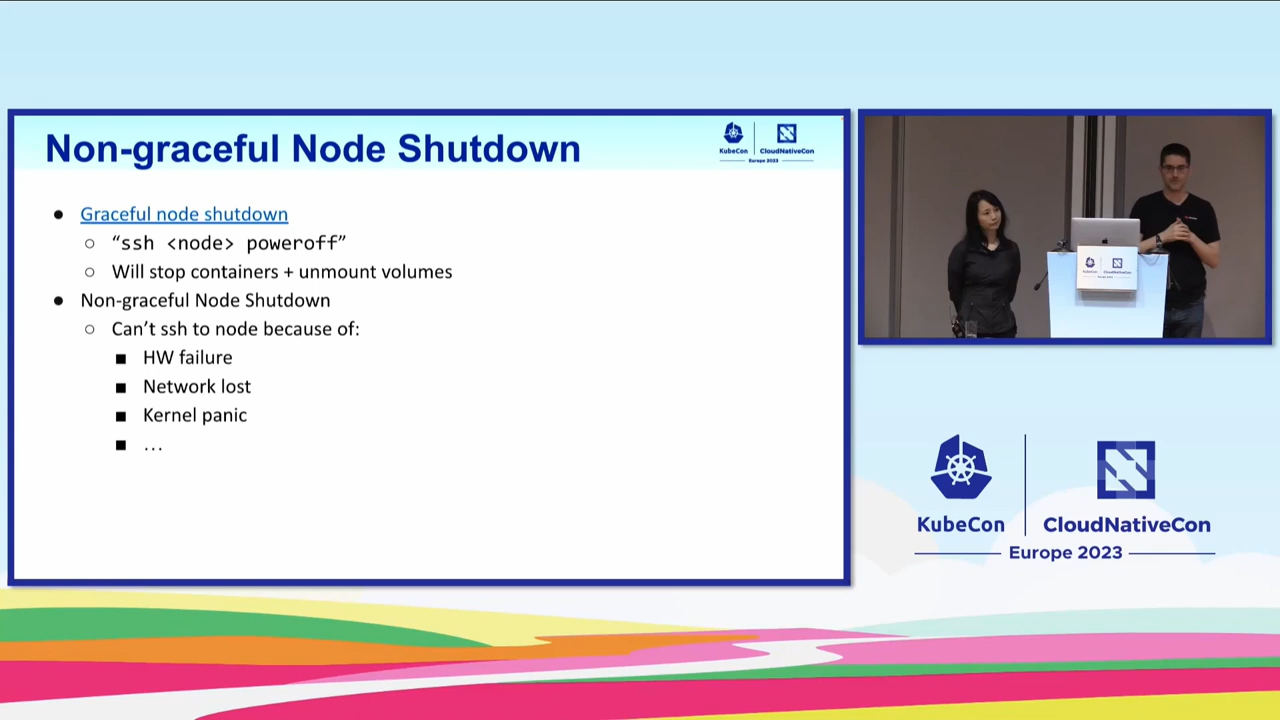 Non-graceful Node Shutdown
KubeCon
CloudNativeCon
Europe 2023
● Graceful node shutdown
○ “ssh <node> poweroff”
○ Will stop containers + unmount volumes
● Non-graceful Node Shutdown
○ Can’t ssh to node because of:
■ HW failure
■ Network lost
■ Kernel panic
■ …
KubeCon
CloudNativeCon
Europe 2023